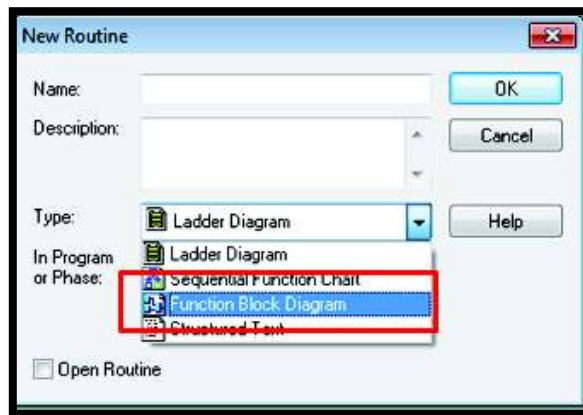 New Routine
Name:
OK
Description:
Cancel
Type:
Ladder Diagram
Help
In Program
or Phase:
Ladder Diagram
Sequential Function Chart
Function Block Diagram
Structured Text
Open Routine